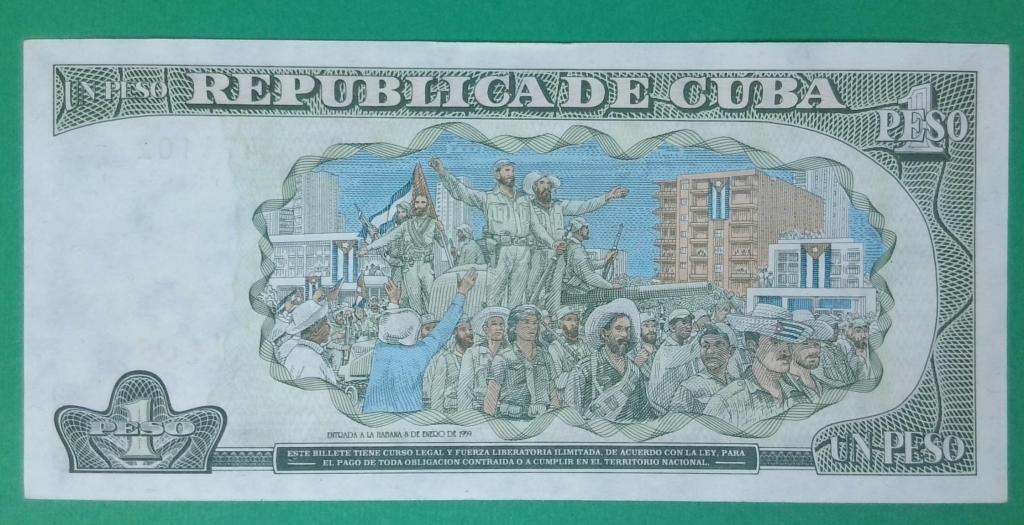 UN·PESO
REPUBLICA DE CUBA
1
PESO
ENTRADA A LA HABANA 8 DE ENERO DE 1959
1
PESO
ESTE BILLETE TIENE CURSO LEGAL Y FUERZA LIBERATORIA ILIMITADA, DE ACUERDO CON LA LEY, PARA
EL PAGO DE TODA OBLIGACION CONTRAIDA O A CUMPLIR EN EL TERRITORIO NACIONAL.
UN·PESO